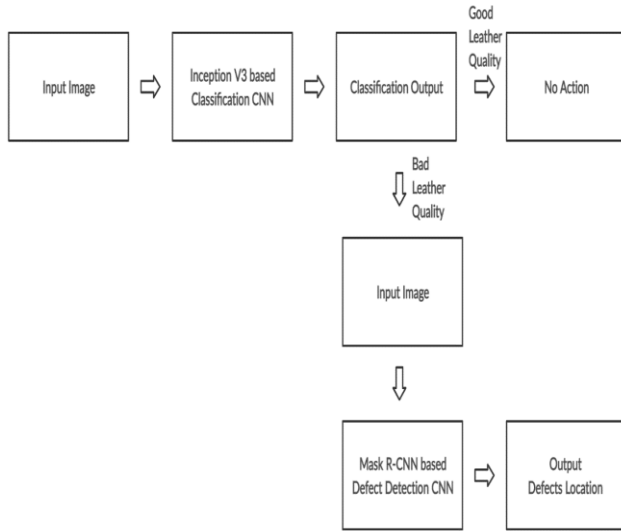 Input Image
Inception V3 based
Classification CNN
Classification Output
Good
Leather
Quality
No Action
Bad
Leather
Quality
Input Image
Mask R-CNN based
Defect Detection CNN
Output
Defects Location